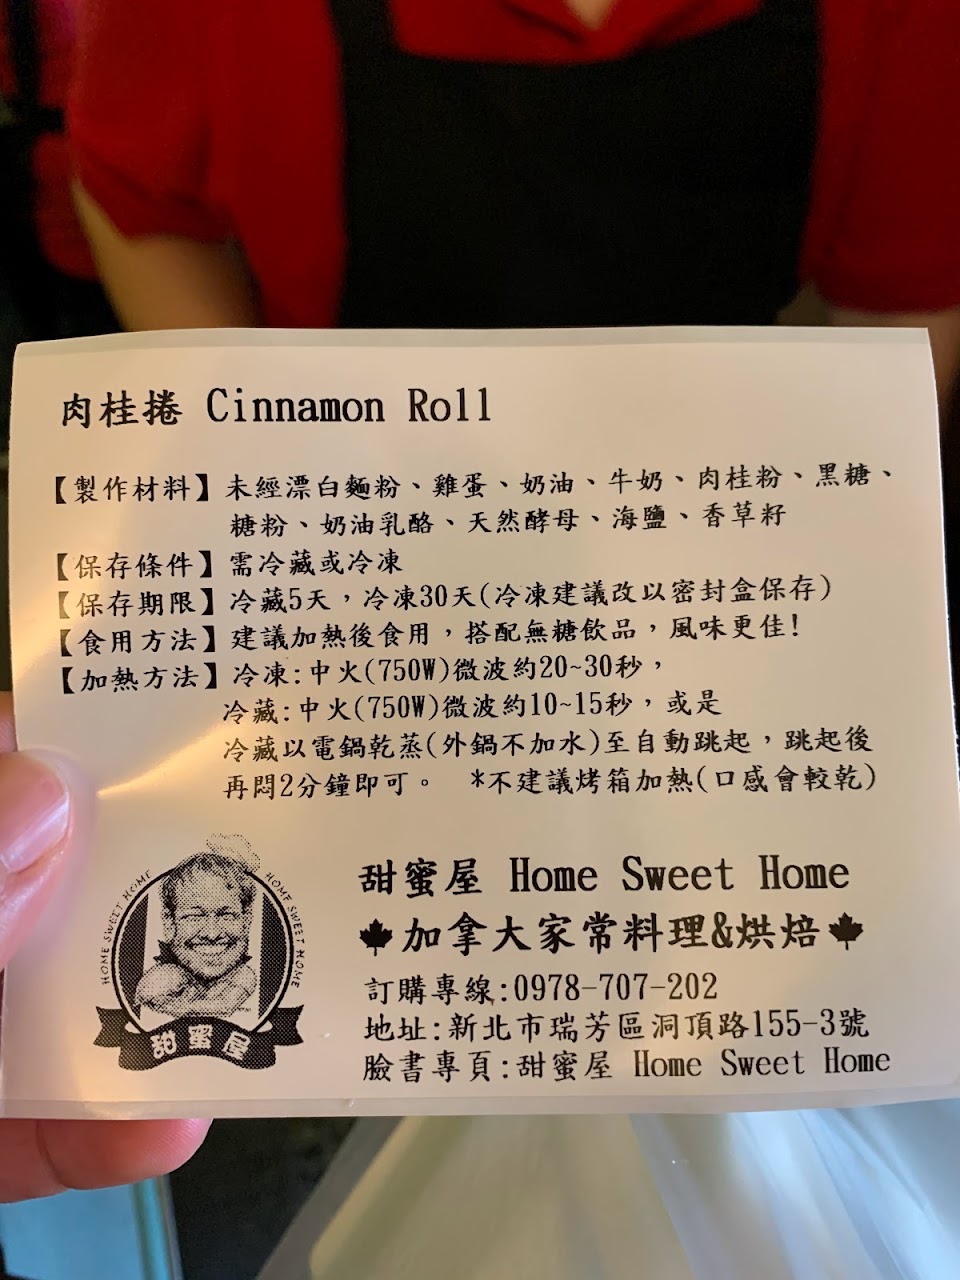 肉桂捲 Cinnamon Roll
【製作材料】未經漂白麵粉、雞蛋、奶油、牛奶、肉桂粉、黑糖、
糖粉、奶油乳酪、天然酵母、海鹽、香草籽
【保存條件】需冷藏或冷凍
【保存期限】冷藏5天，冷凍30天(冷凍建議改以密封盒保存)
【食用方法】建議加熱後食用，搭配無糖飲品，風味更佳!
【加熱方法】冷凍:中火(750W)微波約20~30秒，
冷藏:中火(750W)微波約10~15秒，或是
冷藏以電鍋乾蒸(外鍋不加水)至自動跳起，跳起後
再悶2分鐘即可。 *不建議烤箱加熱(口感會較乾)
HOME SWEET HOME
HOME SWEET HOME
甜蜜屋
甜蜜屋 Home Sweet Home
加拿大家常料理&烘焙
訂購專線:0978-707-202
地址:新北市瑞芳區洞頂路155-3號
臉書專頁:甜蜜屋 Home Sweet Home